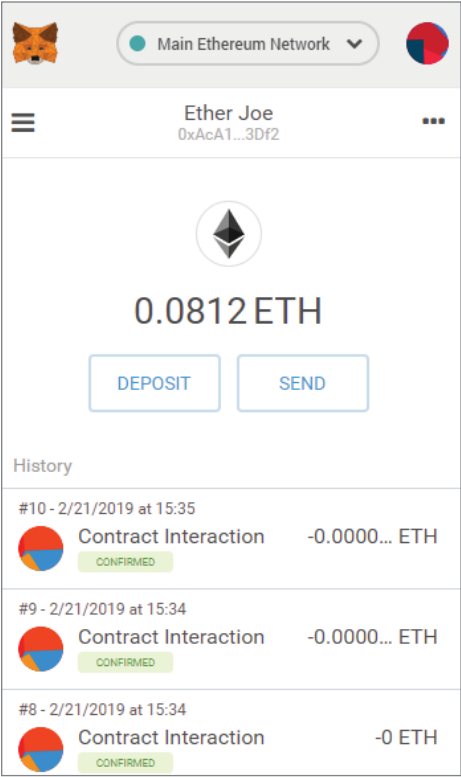 Main Ethereum Network
Ether Joe
0xAcA1...3Df2
0.0812 ETH
DEPOSIT SEND
History
#10 - 2/21/2019 at 15:35
Contract Interaction -0.0000... ETH
CONFIRMED
#9 - 2/21/2019 at 15:34
Contract Interaction -0.0000... ETH
CONFIRMED
#8 - 2/21/2019 at 15:34
Contract Interaction -0 ETH
CONFIRMED